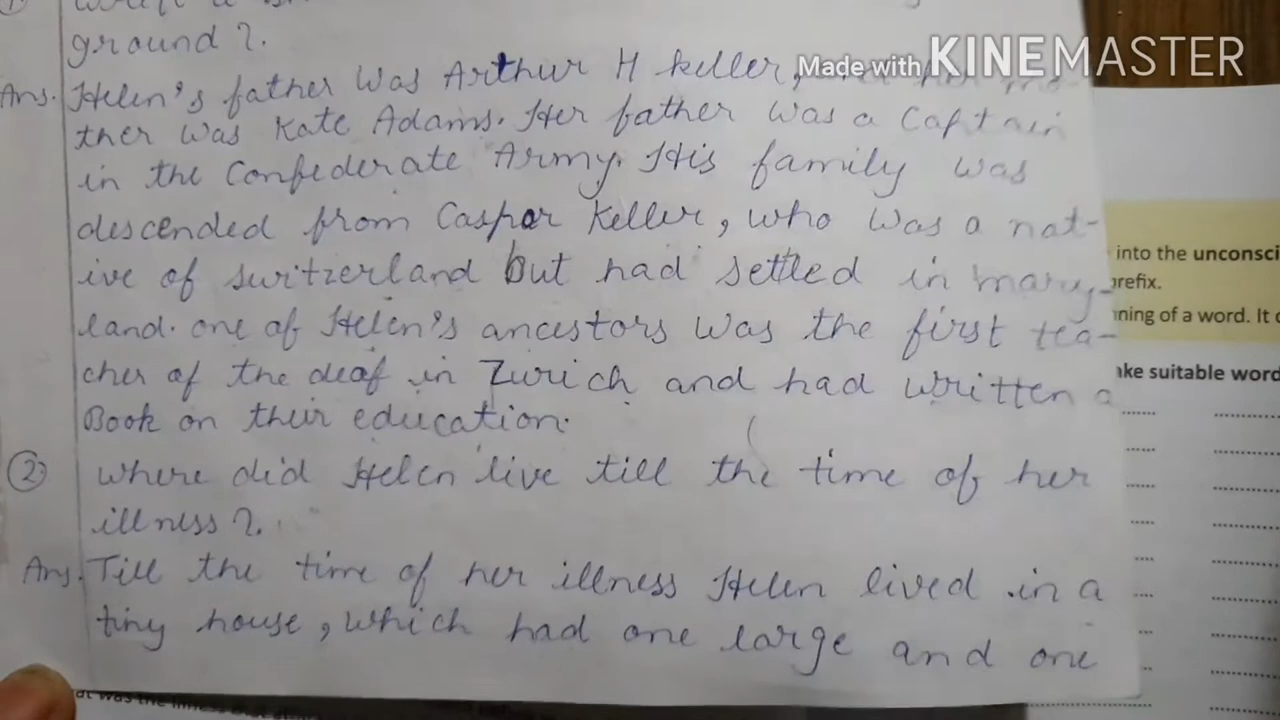 ground ?.
Made with KINEMASTER
Ans. Helen's father was Arthur H keller,
ther was Kate Adams. Her father was a Captain
in the Confederate Army. His family was
descended from Caspar Keller, who was a nat-
ive of switzerland but had settled in mary-
land. one of Helen's ancestors was the first tea-
cher of the deaf in Zurich and had written a
Book on their education.
② where did Helen live till the time of her
illness ?.
Ans. Till the time of her illness Helen lived in a
tiny house, which had one large and one
into the unconsci
prefix.
ning of a word. It
ake suitable word